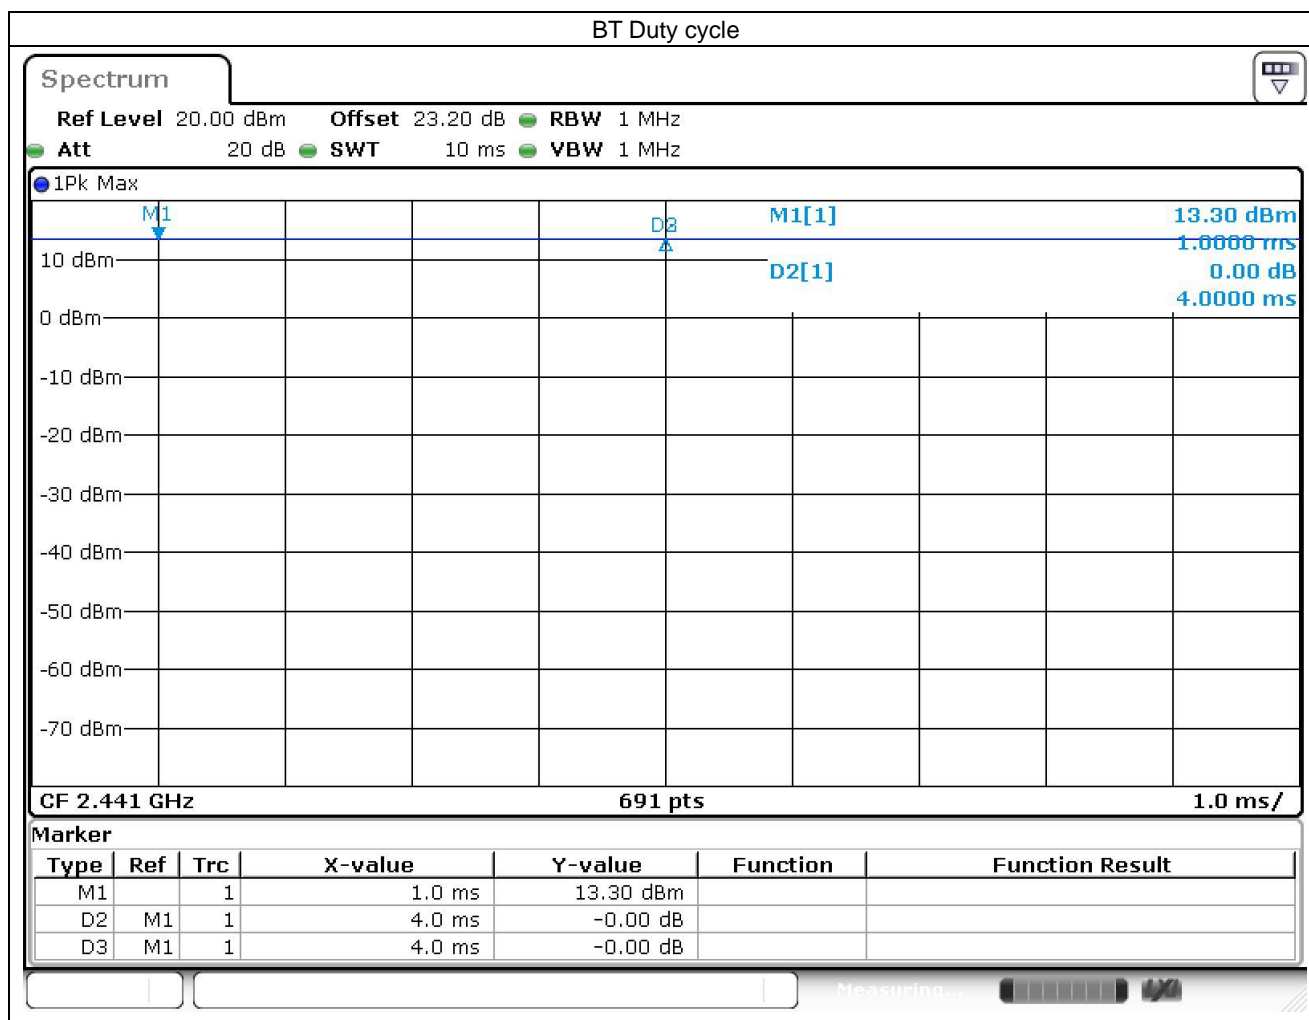 BT Duty cycle
Spectrum
Ref Level 20.00 dBm Offset 23.20 dB RBW 1 MHz
Att 20 dB SWT 10 ms VBW 1 MHz
1Pk Max
M1 M1[1] 13.30 dBm
1.0000 ms
10 dBm D2[1] 0.00 dB
4.0000 ms
0 dBm
-10 dBm
-20 dBm
-30 dBm
-40 dBm
-50 dBm
-60 dBm
-70 dBm
CF 2.441 GHz 691 pts 1.0 ms/
Marker
Type Ref Trc X-value Y-value Function Function Result
M1 1 1.0 ms 13.30 dBm
D2 M1 1 4.0 ms -0.00 dB
D3 M1 1 4.0 ms -0.00 dB
Measuring...